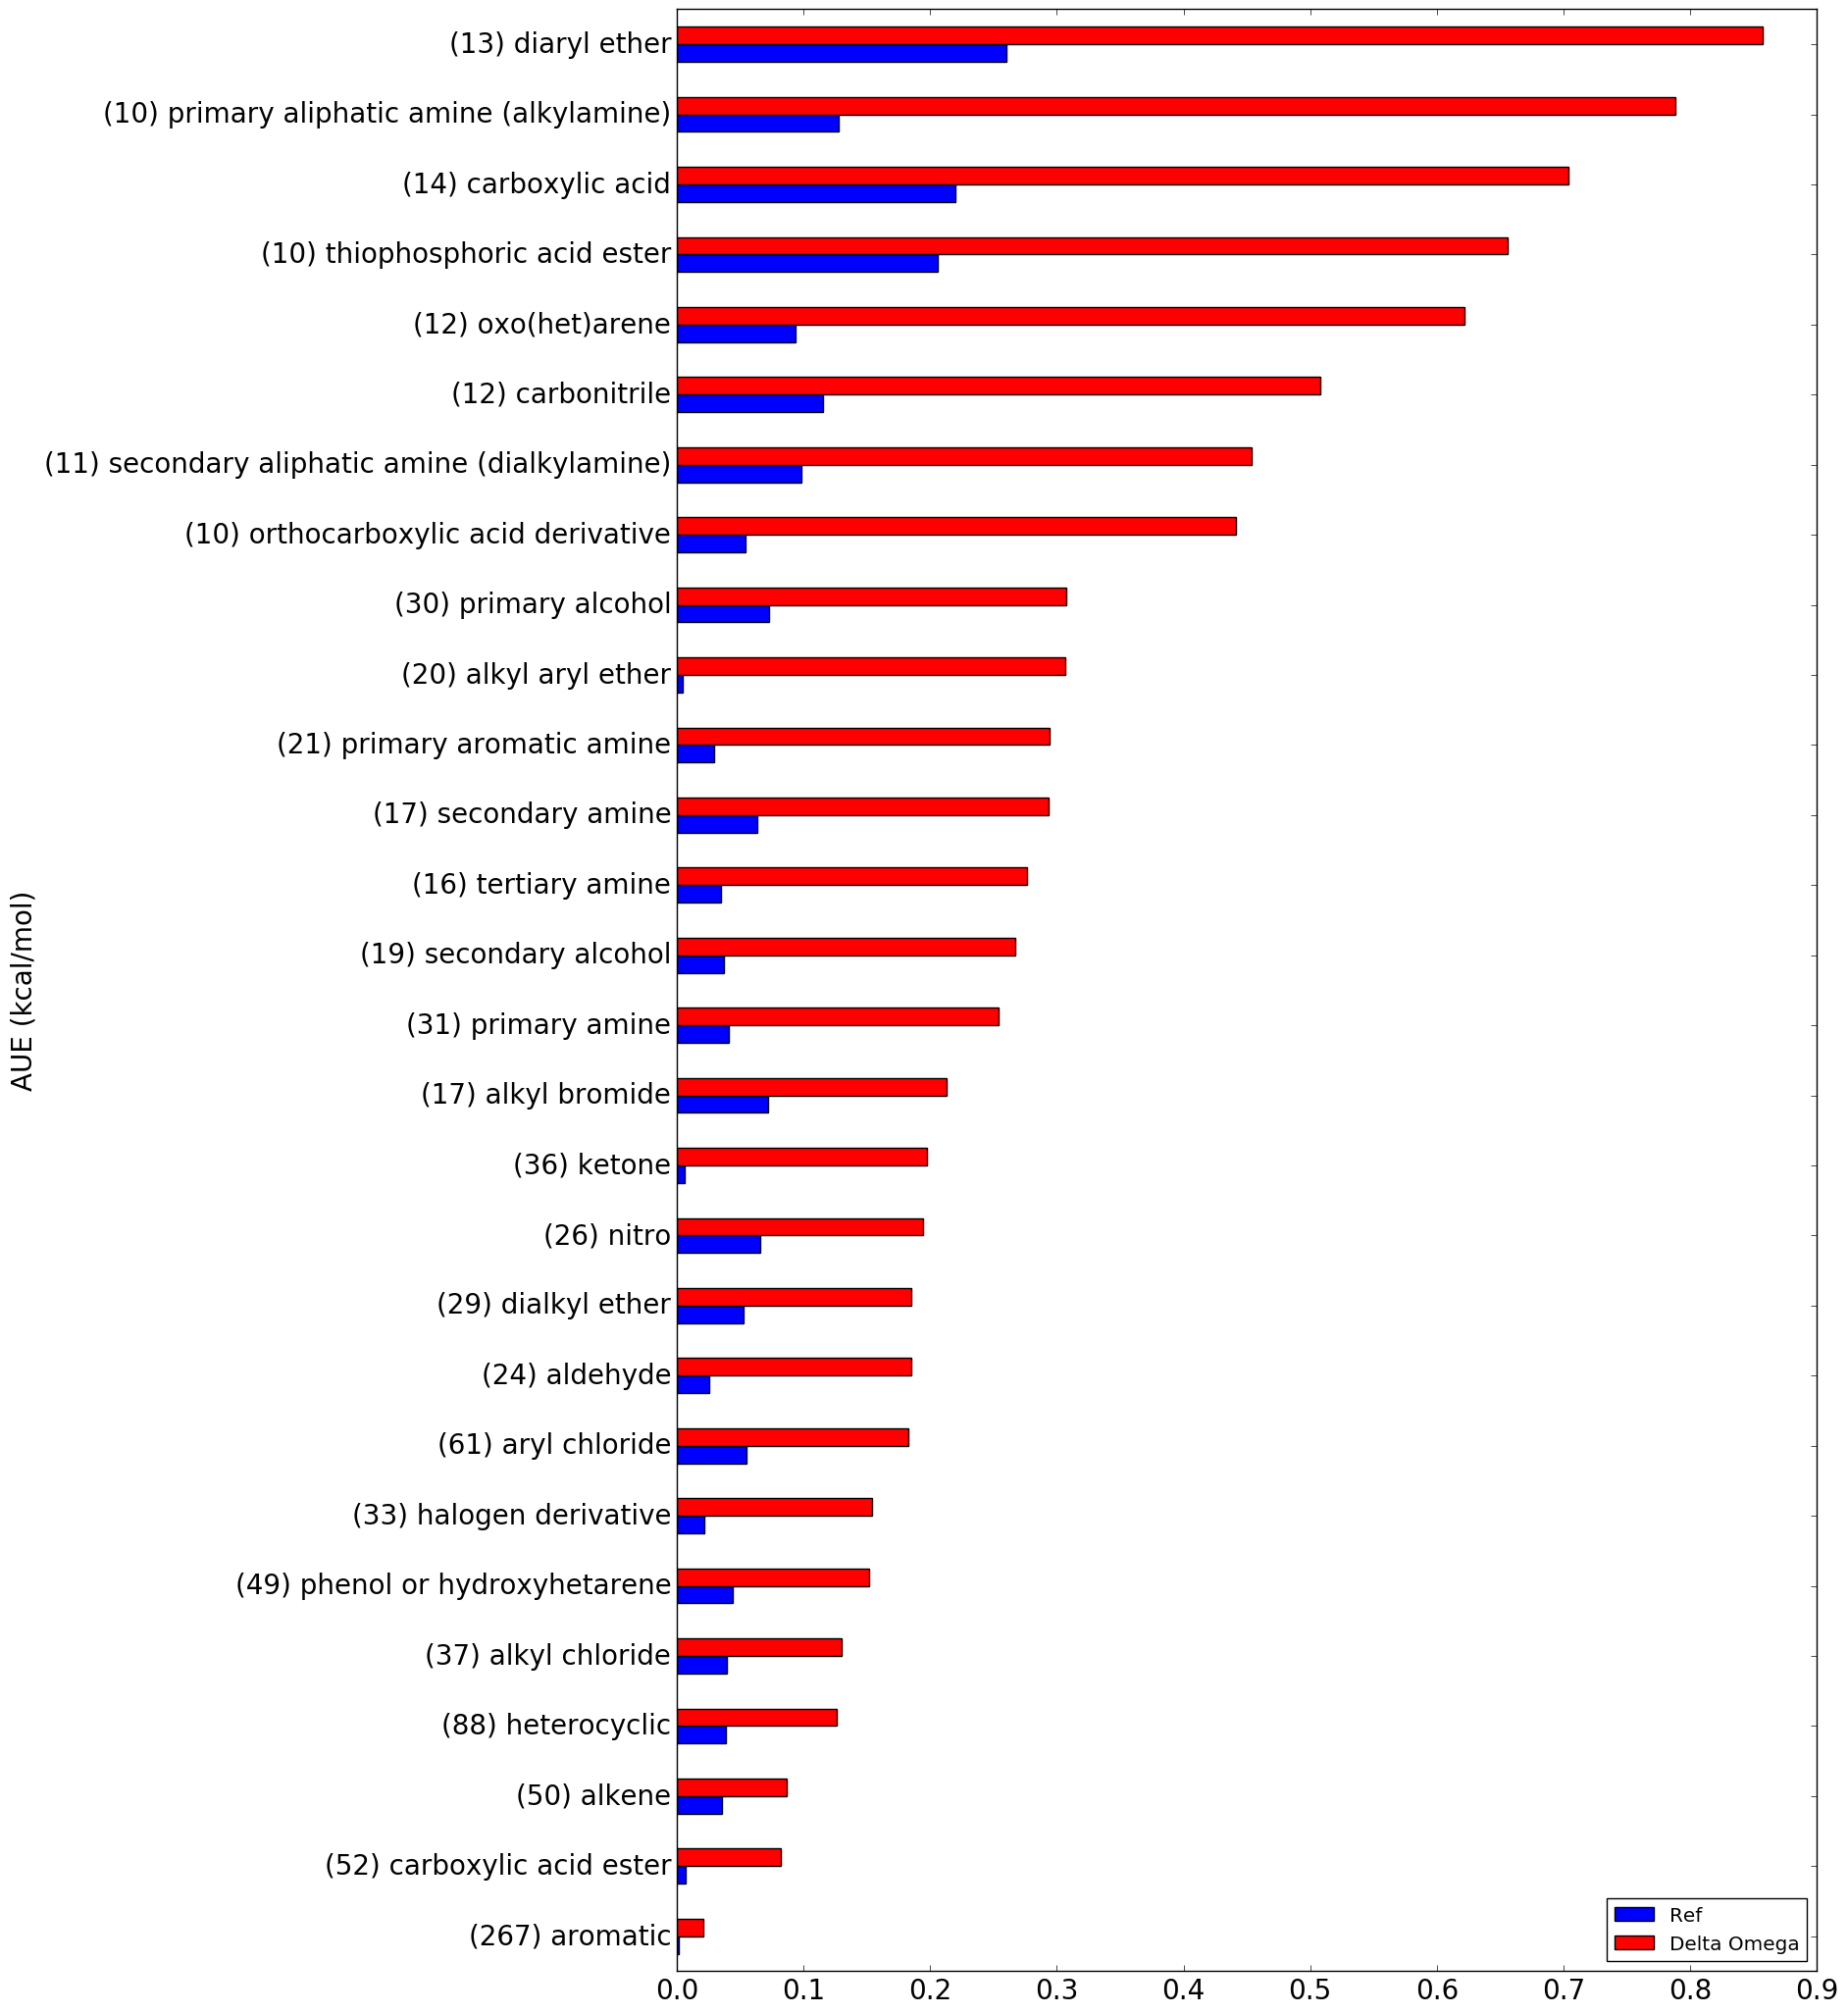 (13) diaryl ether
(10) primary aliphatic amine (alkylamine)
(14) carboxylic acid
(10) thiophosphoric acid ester
(12) oxo(het)arene
(12) carbonitrile
(11) secondary aliphatic amine (dialkylamine)
(10) orthocarboxylic acid derivative
(30) primary alcohol
(20) alkyl aryl ether
(21) primary aromatic amine
(17) secondary amine
(16) tertiary amine
(19) secondary alcohol
(31) primary amine
(17) alkyl bromide
(36) ketone
(26) nitro
(29) dialkyl ether
(24) aldehyde
(61) aryl chloride
(33) halogen derivative
(49) phenol or hydroxyhetarene
(37) alkyl chloride
(88) heterocyclic
(50) alkene
(52) carboxylic acid ester
(267) aromatic
AUE (kcal/mol)
Ref
Delta Omega
0.0 0.1 0.2 0.3 0.4 0.5 0.6 0.7 0.8 0.9